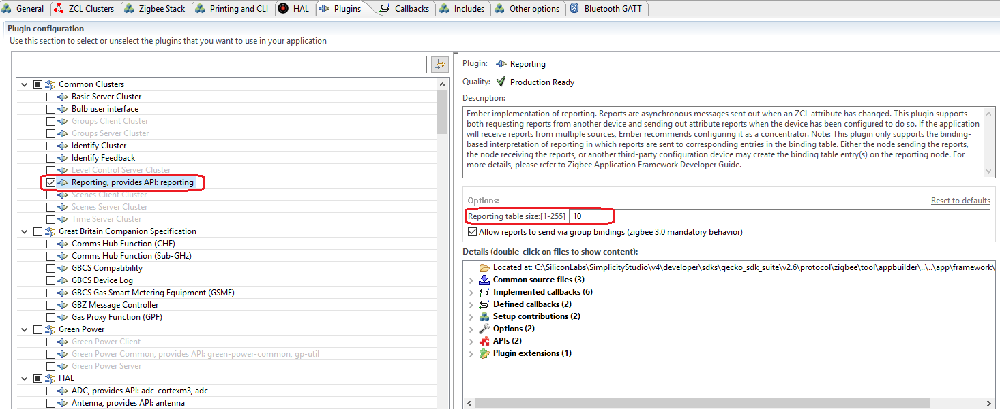 General ZCL Clusters Zigbee Stack Printing and CLI HAL Plugins Callbacks Includes Other options Bluetooth GATT
Plugin configuration
Use this section to select or unselect the plugins that you want to use in your application
Common Clusters
Basic Server Cluster
Bulb user interface
Groups Client Cluster
Groups Server Cluster
Identify Cluster
Identify Feedback
Level Control Server Cluster
Reporting, provides API: reporting
Scenes Client Cluster
Scenes Server Cluster
Time Server Cluster
Great Britain Companion Specification
Comms Hub Function (CHF)
Comms Hub Function (Sub-GHz)
GBCS Compatibility
GBCS Device Log
GBCS Gas Smart Metering Equipment (GSME)
GBZ Message Controller
Gas Proxy Function (GPF)
Green Power
Green Power Client
Green Power Common, provides API: green-power-common, gp-util
Green Power Server
HAL
ADC, provides API: adc-cortexm3, adc
Antenna, provides API: antenna
Plugin: Reporting
Quality: Production Ready
Description:
Ember implementation of reporting. Reports are asynchronous messages sent out when an ZCL attribute has changed. This plugin supports
both requesting reports from another device and sending out attribute reports when the device has been configured to do so. If the application
will receive reports from multiple sources, Ember recommends configuring it as a concentrator. Note: This plugin only supports the binding-
based interpretation of reporting in which reports are sent to corresponding entries in the binding table. Either the node sending the reports,
the node receiving the reports, or another third-party configuration device may create the binding table entry(s) on the reporting node. For
more details, please refer to Zigbee Application Framework Developer Guide.
Options: Reset to defaults
Reporting table size:[1-255] 10
Allow reports to send via group bindings (zigbee 3.0 mandatory behavior)
Details (double-click on files to show content):
Located at: C:\SiliconLabs\SimplicityStudio\v4\developer\sdks\gecko_sdk_suite\v2.6\protocol\zigbee\tool\appbuilder\..\..\app\framework\
Common source files (3)
Implemented callbacks (6)
Defined callbacks (2)
Setup contributions (2)
Options (2)
APIs (2)
Plugin extensions (1)